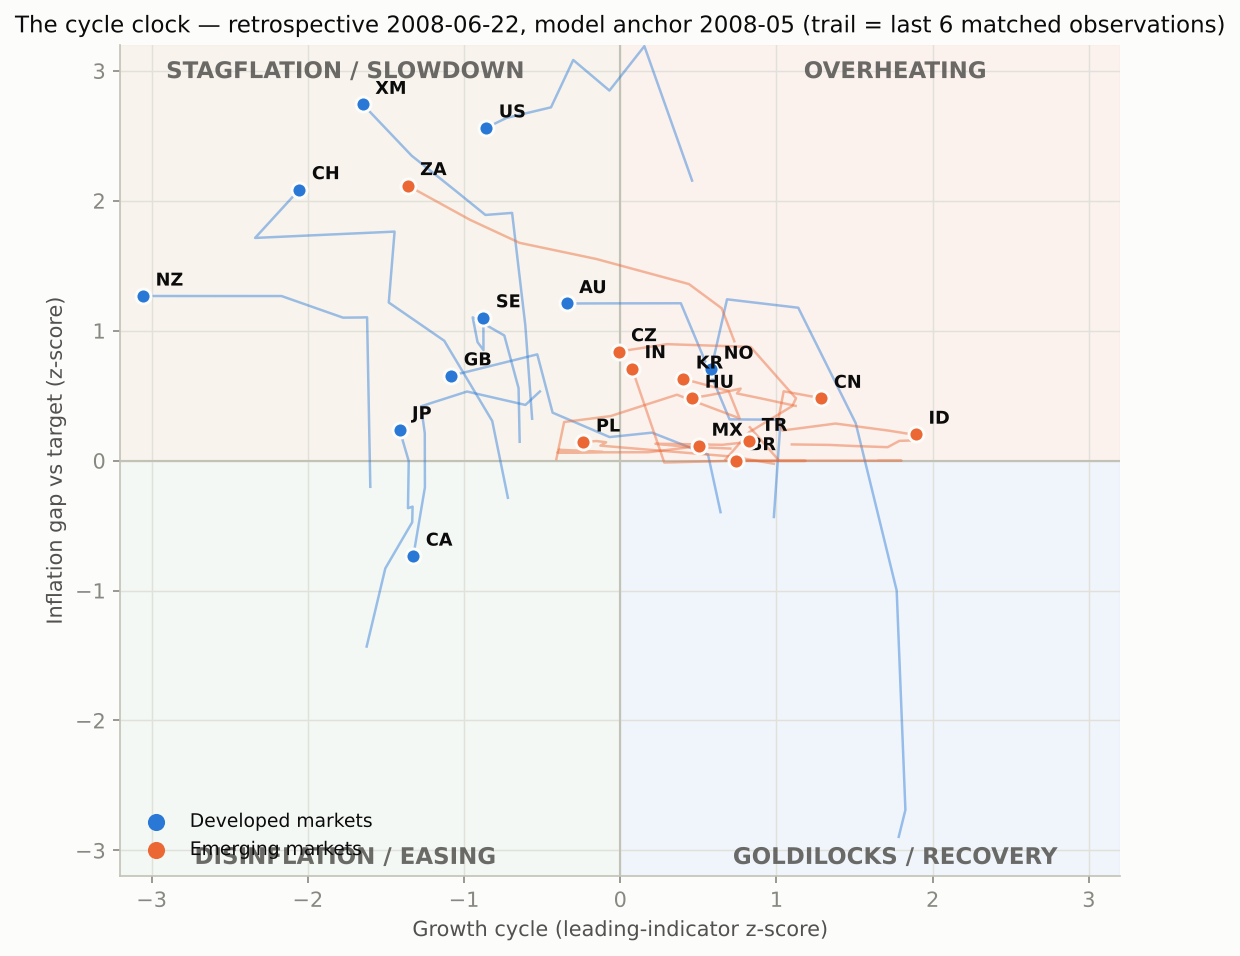 The cycle clock — retrospective 2008-06-22, model anchor 2008-05 (trail = last 6 matched observations)
STAGFLATION / SLOWDOWN
OVERHEATING
XM
US
CH
ZA
NZ
AU
SE
CZ
IN
NO
GB
KR
HU
CN
JP
PL
MX
TR
ID
BR
CA
Developed markets
Emerging markets
DISINFLATION / EASING
GOLDILOCKS / RECOVERY
3
2
1
0
−1
−2
−3
−3
−2
−1
0
1
2
3
Inflation gap vs target (z-score)
Growth cycle (leading-indicator z-score)